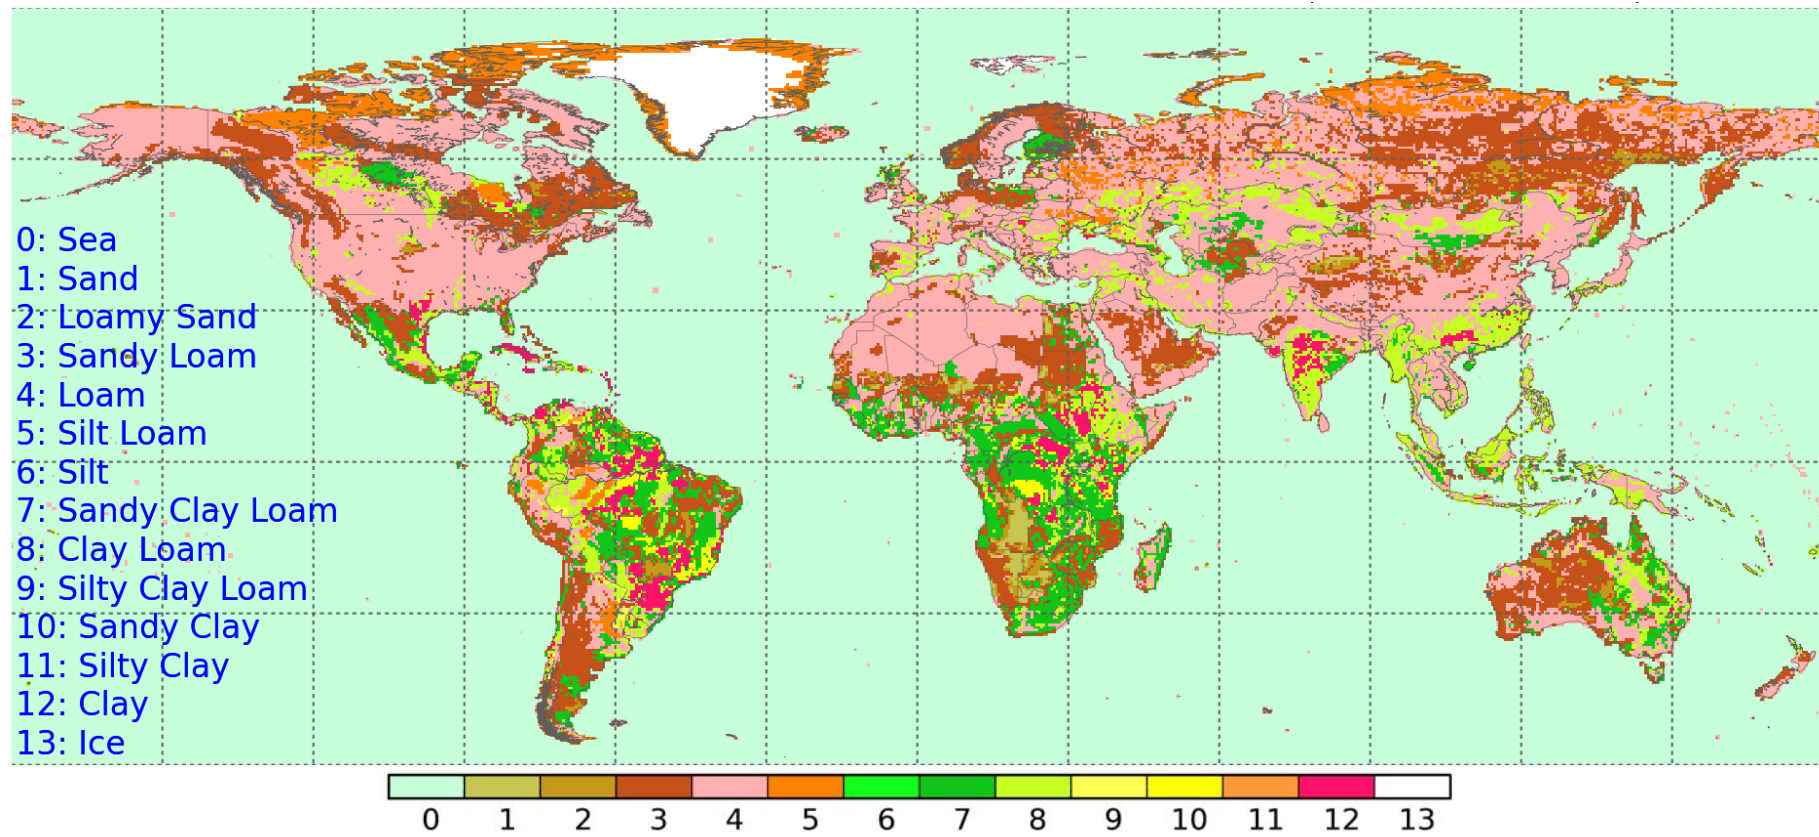 0: Sea
1: Sand
2: Loamy Sand
3: Sandy Loam
4: Loam
5: Silt Loam
6: Silt
7: Sandy Clay Loam
8: Clay Loam
9: Silty Clay Loam
10: Sandy Clay
11: Silty Clay
12: Clay
13: Ice
0 1 2 3 4 5 6 7 8 9 10 11 12 13